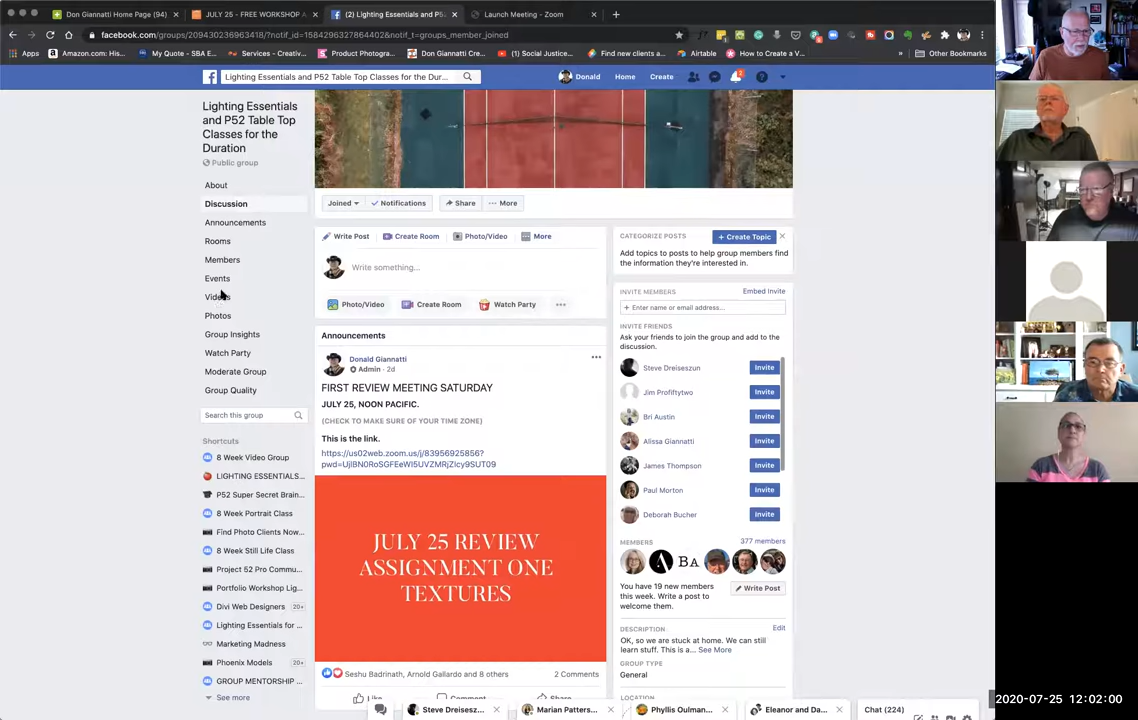 Don Giannatti Home Page (94)
JULY 25 - FREE WORKSHOP A
(2) Lighting Essentials and P52
Launch Meeting - Zoom
facebook.com/groups/209430236963418/?notif_id=1584296327864402&notif_t=groups_member_joined
Apps
Amazon.com: His...
My Quote - SBA E...
Services - Creativ...
Product Photogra...
Don Giannatti Cre...
(1) Social Justice...
Find new clients a...
Airtable
How to Create a V...
Other Bookmarks
Lighting Essentials and P52 Table Top Classes for the Dur...
Donald
Home
Create
Lighting Essentials
and P52 Table Top
Classes for the
Duration
Public group
About
Discussion
Announcements
Rooms
Members
Events
Videos
Photos
Group Insights
Watch Party
Moderate Group
Group Quality
Search this group
Shortcuts
8 Week Video Group
LIGHTING ESSENTIALS...
P52 Super Secret Brain...
8 Week Portrait Class
Find Photo Clients Now...
8 Week Still Life Class
Project 52 Pro Commu...
Portfolio Workshop Lig...
Divi Web Designers 20+
Lighting Essentials for ...
Marketing Madness
Phoenix Models 20+
GROUP MENTORSHIP ...
See more
Joined
Notifications
Share
More
Write Post
Create Room
Photo/Video
More
Write something...
Photo/Video
Create Room
Watch Party
Announcements
Donald Giannatti
Admin · 2d
FIRST REVIEW MEETING SATURDAY
JULY 25, NOON PACIFIC.
(CHECK TO MAKE SURE OF YOUR TIME ZONE)
This is the link.
https://us02web.zoom.us/j/83956925856?
pwd=UjlBN0RoSGFEeWI5UVZMRjZlcy9SUT09
JULY 25 REVIEW
ASSIGNMENT ONE
TEXTURES
Seshu Badrinath, Arnold Gallardo and 8 others
2 Comments
Like
Comment
Share
CATEGORIZE POSTS
+ Create Topic
Add topics to posts to help group members find
the information they're interested in.
INVITE MEMBERS
Embed Invite
+ Enter name or email address...
INVITE FRIENDS
Ask your friends to join the group and add to the
discussion.
Steve Dreiseszun
Invite
Jim Profiftytwo
Invite
Bri Austin
Invite
Alissa Giannatti
Invite
James Thompson
Invite
Paul Morton
Invite
Deborah Bucher
Invite
MEMBERS
377 members
BA
You have 19 new members
this week. Write a post to
welcome them.
Write Post
DESCRIPTION
Edit
OK, so we are stuck at home. We can still
learn stuff. This is a... See More
GROUP TYPE
General
LOCATION
Steve Dreisesz...
Marian Patters...
Phyllis Oulman...
Eleanor and Da...
Chat (224)
2020-07-25 12:02:00